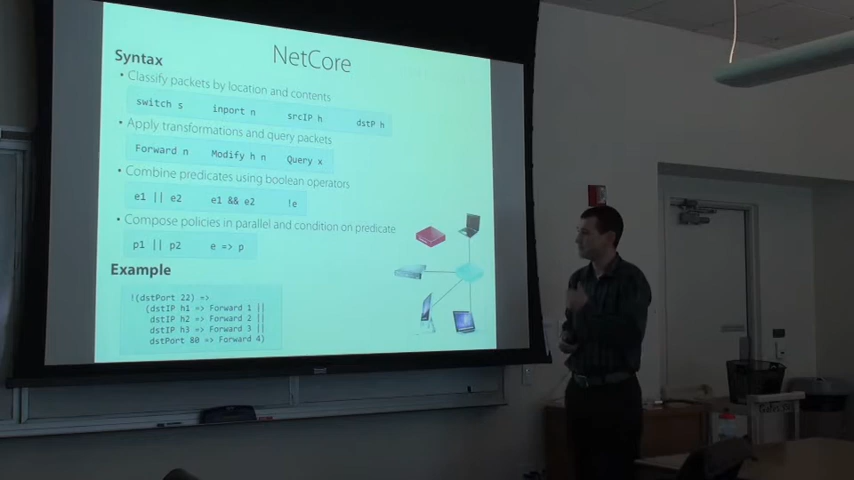 NetCore
Syntax
• Classify packets by location and contents
switch s inport n srcIP h dstP h
• Apply transformations and query packets
Forward n Modify h n Query x
• Combine predicates using boolean operators
e1 || e2 e1 && e2 !e
• Compose policies in parallel and condition on predicate
p1 || p2 e => p
Example
!(dstPort 22) =>
(dstIP h1 => Forward 1 ||
dstIP h2 => Forward 2 ||
dstIP h3 => Forward 3 ||
dstPort 80 => Forward 4)